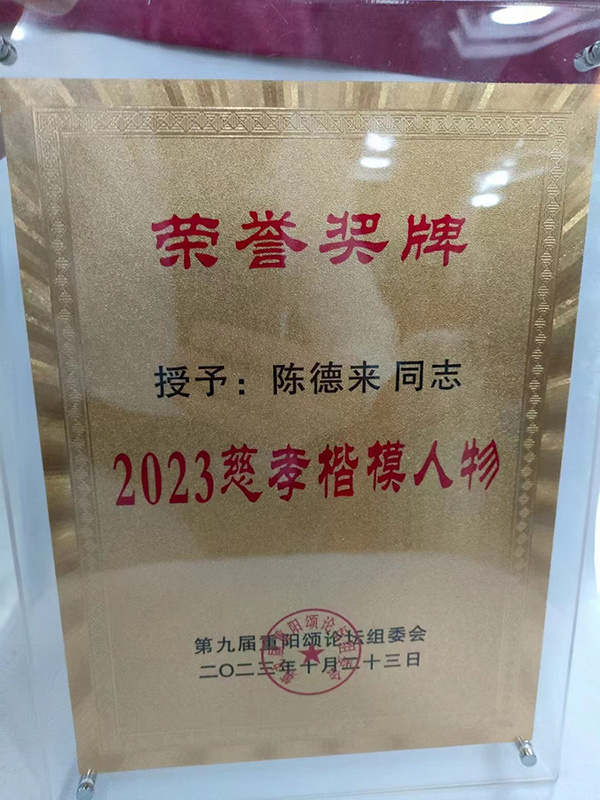 荣誉奖牌
授予：陈德来 同志
2023慈孝楷模人物
第九届重阳颂论坛组委会
二〇二三年十月二十三日